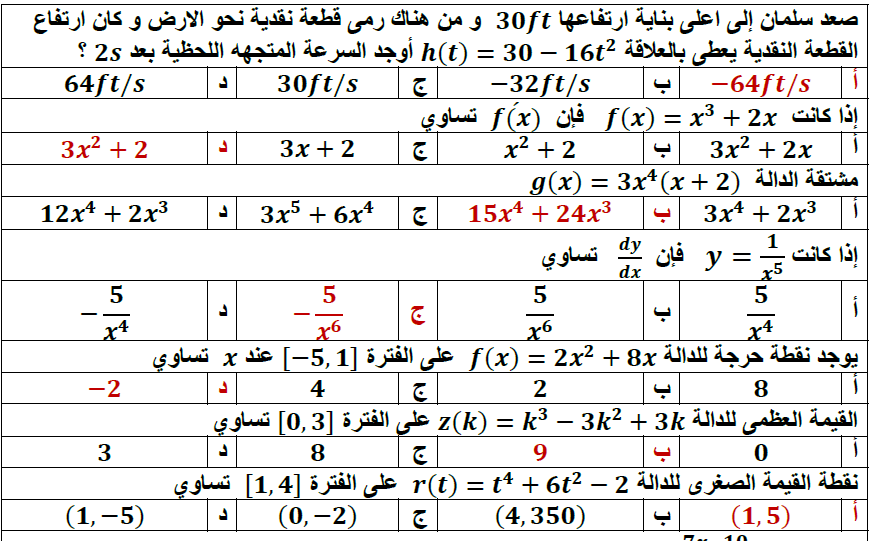 صعد سلمان إلى اعلى بناية ارتفاعها 30ft و من هناك رمى قطعة نقدية نحو الارض و كان ارتفاع
القطعة النقدية يعطى بالعلاقة h(t) = 30 − 16t² أوجد السرعة المتجهه اللحظية بعد 2s ؟
أ −64ft/s ب −32ft/s ج 30ft/s د 64ft/s
إذا كانت f(x) = x³ + 2x فإن f́(x) تساوي
أ 3x² + 2x ب x² + 2 ج 3x + 2 د 3x² + 2
مشتقة الدالة g(x) = 3x⁴(x + 2)
أ 3x⁴ + 2x³ ب 15x⁴ + 24x³ ج 3x⁵ + 6x⁴ د 12x⁴ + 2x³
إذا كانت y = 1/x⁵ فإن dy/dx تساوي
أ 5/x⁴ ب 5/x⁶ ج −5/x⁶ د −5/x⁴
يوجد نقطة حرجة للدالة f(x) = 2x² + 8x على الفترة [−5, 1] عند x تساوي
أ 8 ب 2 ج 4 د −2
القيمة العظمى للدالة z(k) = k³ − 3k² + 3k على الفترة [0, 3] تساوي
أ 0 ب 9 ج 8 د 3
نقطة القيمة الصغرى للدالة r(t) = t⁴ + 6t² − 2 على الفترة [1, 4] تساوي
أ (1, 5) ب (4, 350) ج (0, −2) د (1, −5)